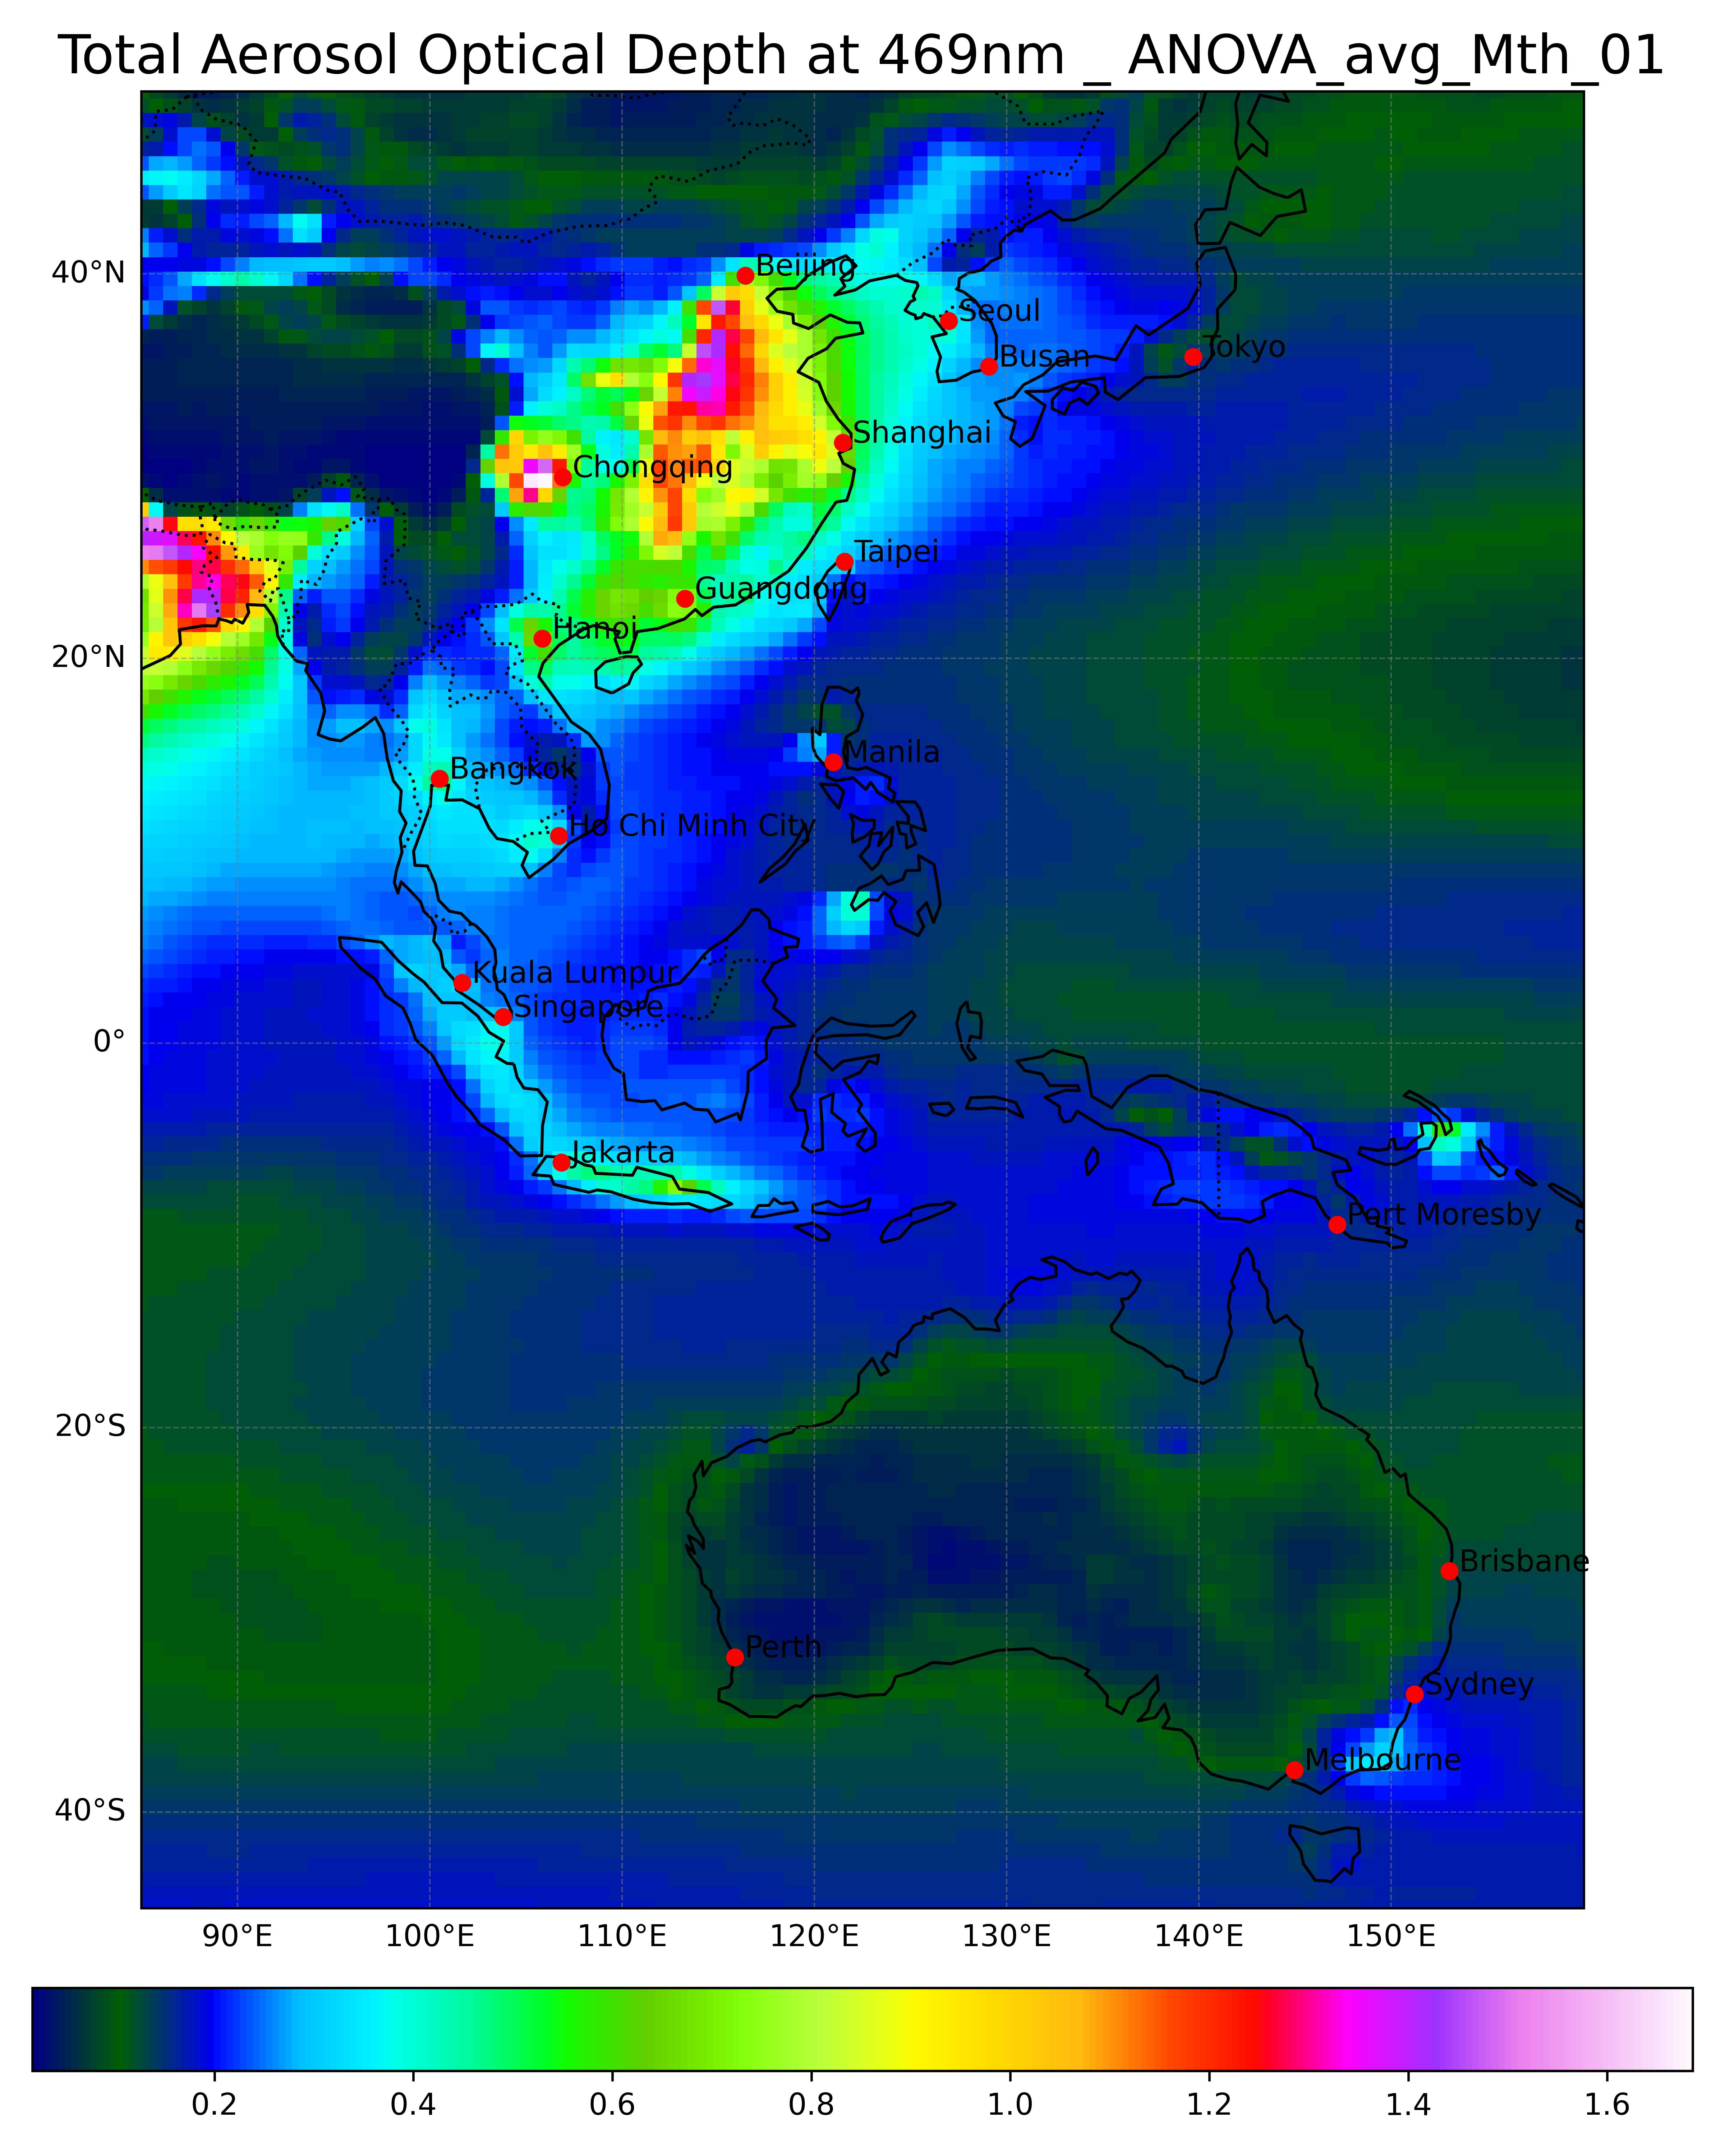 Total Aerosol Optical Depth at 469nm _ ANOVA_avg_Mth_01
40°N
20°N
0°
20°S
40°S
Beijing
Seoul
Busan
Tokyo
Shanghai
Chongqing
Taipei
Guangdong
Hanoi
Manila
Bangkok
Ho Chi Minh City
Kuala Lumpur
Singapore
Jakarta
Port Moresby
Brisbane
Perth
Sydney
Melbourne
90°E 100°E 110°E 120°E 130°E 140°E 150°E
0.2 0.4 0.6 0.8 1.0 1.2 1.4 1.6